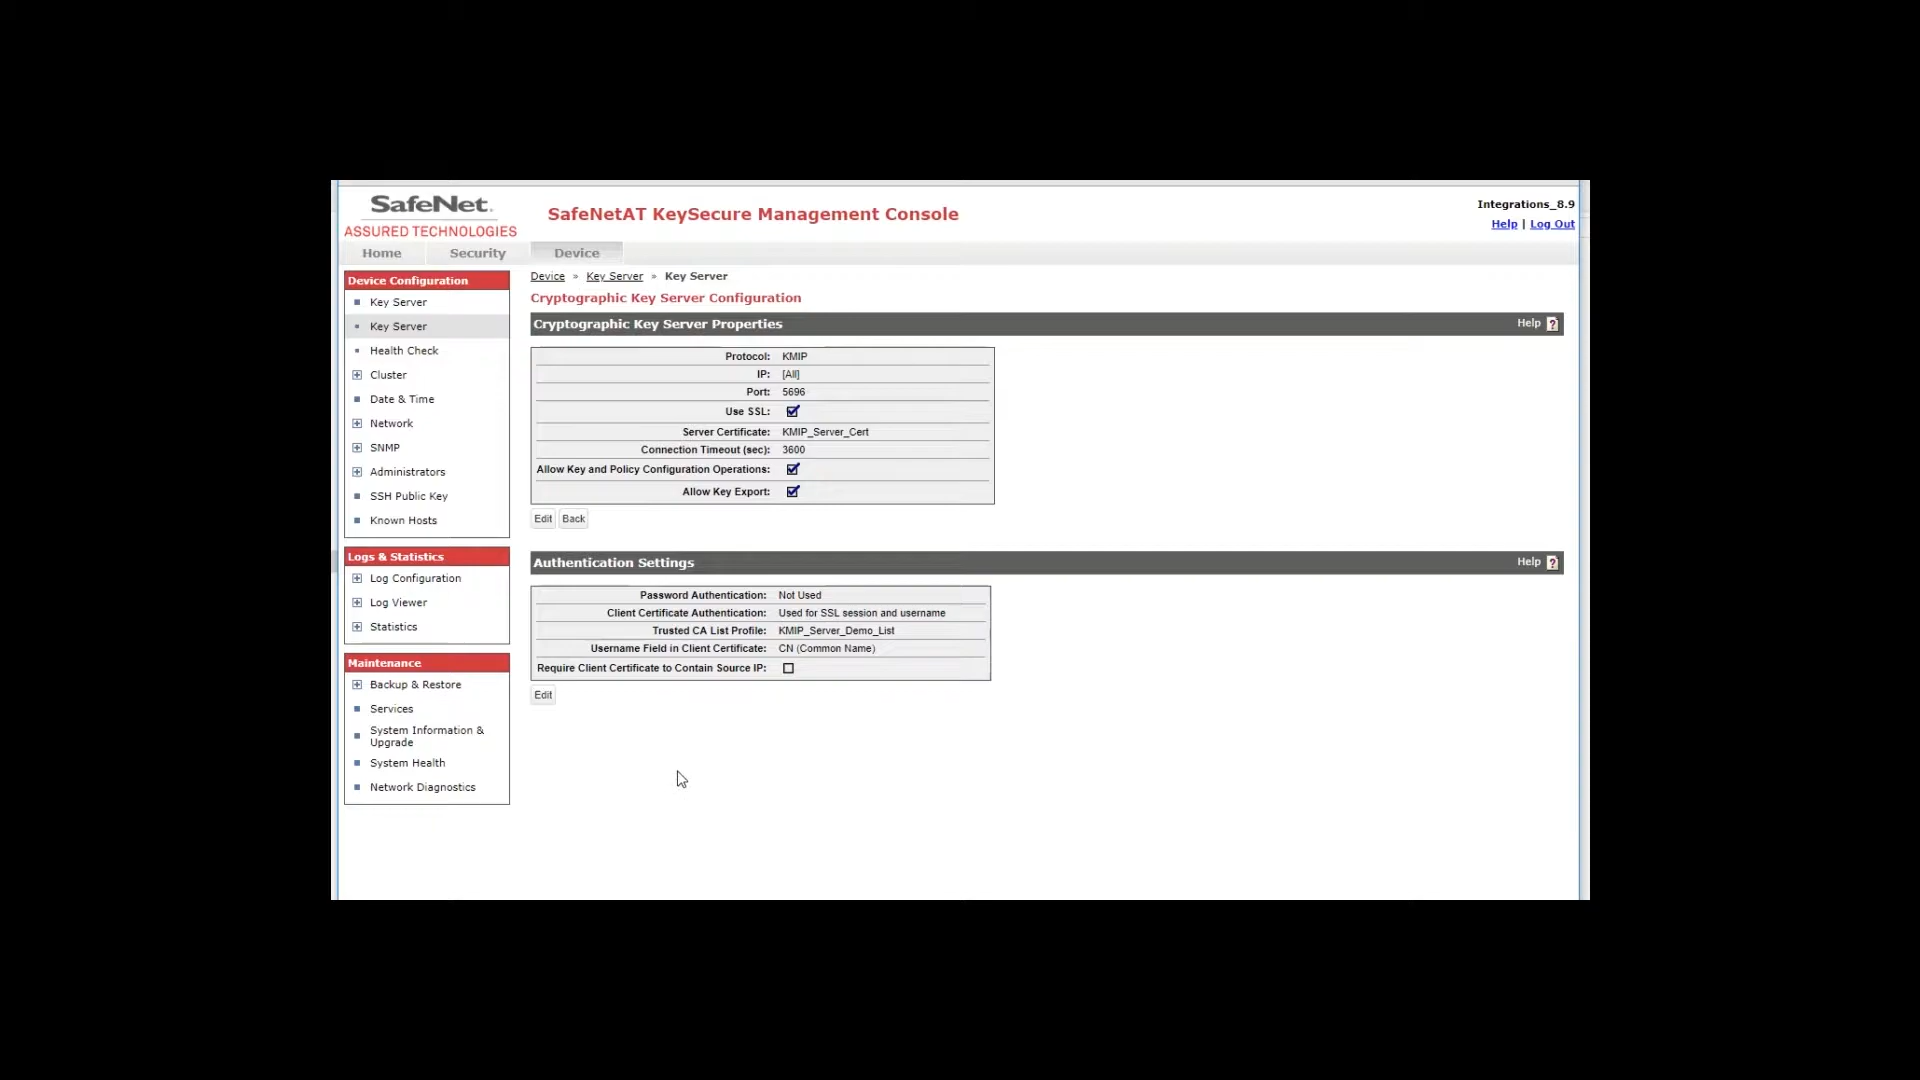 SafeNet.
ASSURED TECHNOLOGIES
SafeNetAT KeySecure Management Console
Integrations_8.9
Help | Log Out
Home Security Device
Device Configuration
Key Server
Key Server
Health Check
Cluster
Date & Time
Network
SNMP
Administrators
SSH Public Key
Known Hosts
Logs & Statistics
Log Configuration
Log Viewer
Statistics
Maintenance
Backup & Restore
Services
System Information &
Upgrade
System Health
Network Diagnostics
Device » Key Server » Key Server
Cryptographic Key Server Configuration
Cryptographic Key Server Properties Help ?
Protocol: KMIP
IP: [All]
Port: 5696
Use SSL:
Server Certificate: KMIP_Server_Cert
Connection Timeout (sec): 3600
Allow Key and Policy Configuration Operations:
Allow Key Export:
Edit Back
Authentication Settings Help ?
Password Authentication: Not Used
Client Certificate Authentication: Used for SSL session and username
Trusted CA List Profile: KMIP_Server_Demo_List
Username Field in Client Certificate: CN (Common Name)
Require Client Certificate to Contain Source IP:
Edit